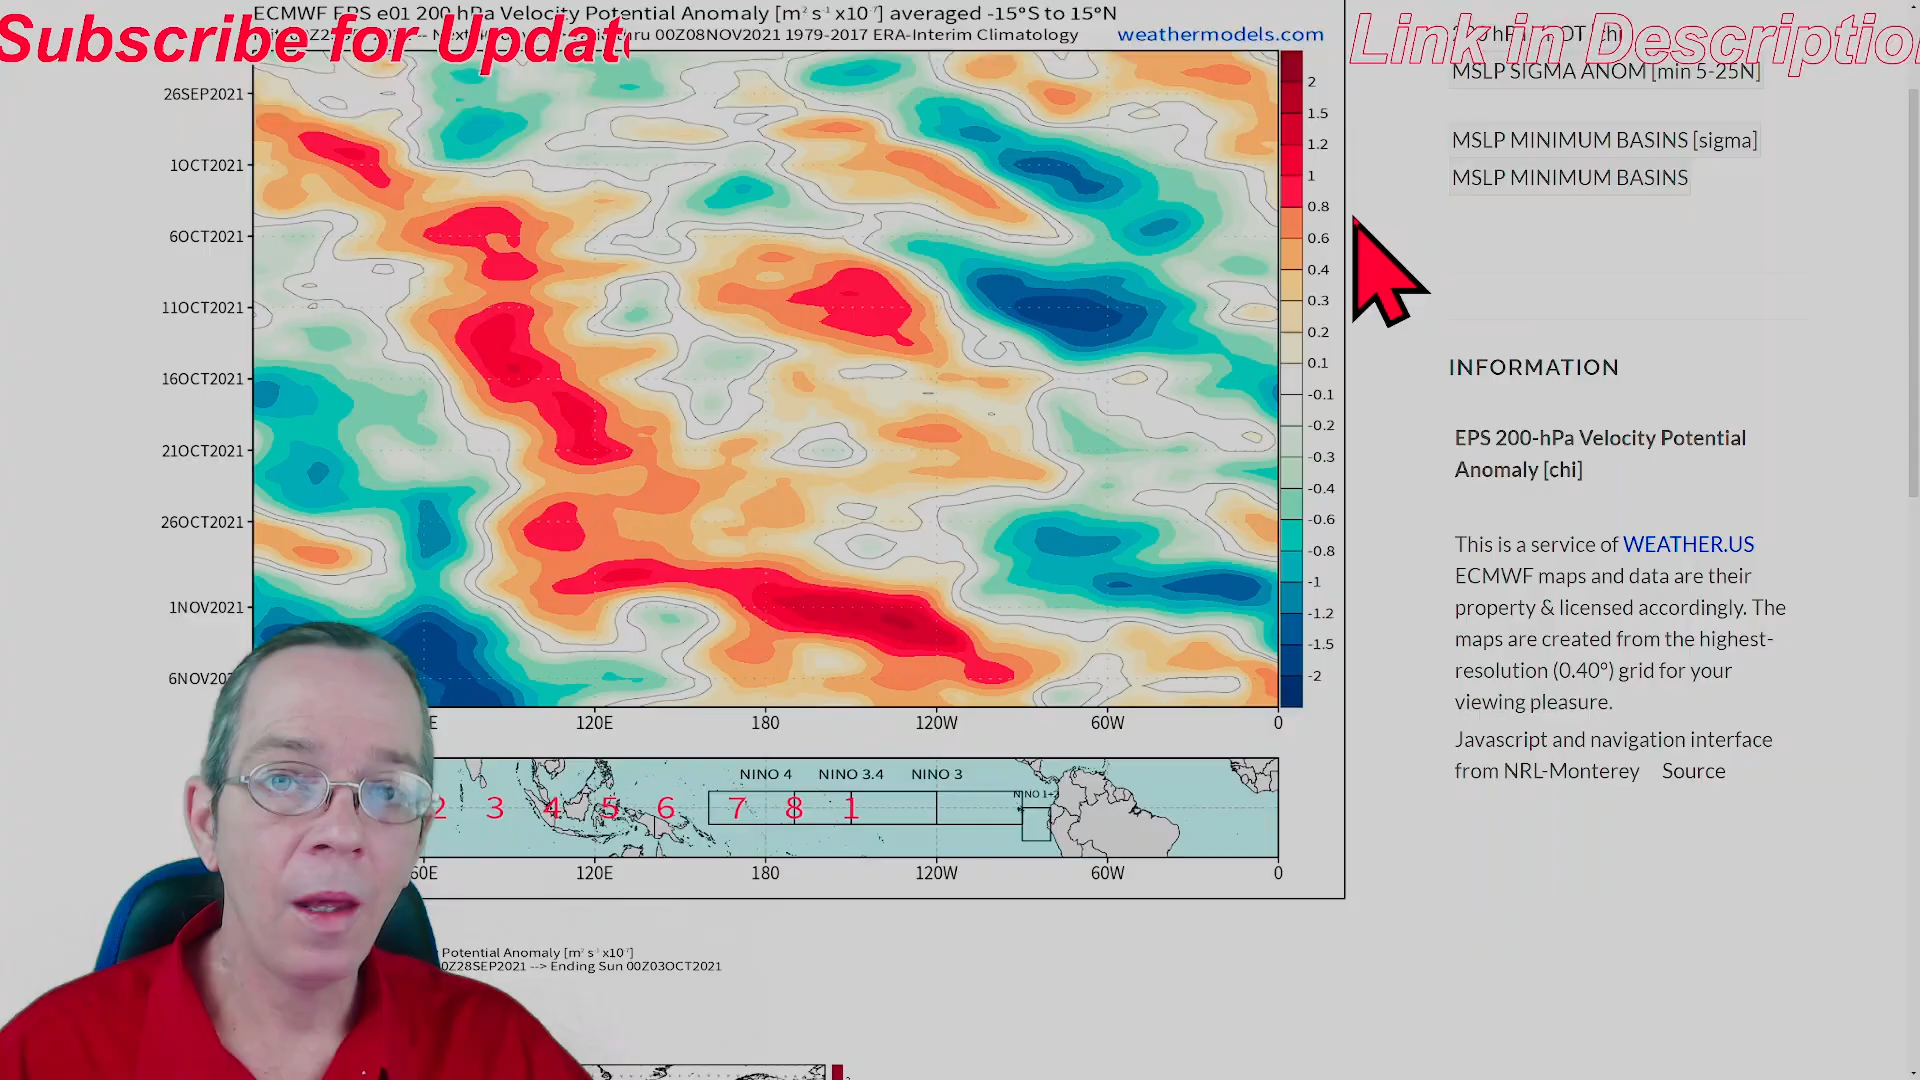 ECMWF EPS e01 200 hPa Velocity Potential Anomaly [m² s⁻¹ x10⁻⁷] averaged -15°S to 15°N
00Z08NOV2021 1979-2017 ERA-Interim Climatology
weathermodels.com
Subscribe for Updat
Link in Description
MSLP SIGMA ANOM [min 5-25N]
MSLP MINIMUM BASINS [sigma]
MSLP MINIMUM BASINS
26SEP2021
1OCT2021
6OCT2021
11OCT2021
16OCT2021
21OCT2021
26OCT2021
1NOV2021
6NOV20
2
1.5
1.2
1
0.8
0.6
0.4
0.3
0.2
0.1
-0.1
-0.2
-0.3
-0.4
-0.6
-0.8
-1
-1.2
-1.5
-2
E 120E 180 120W 60W 0
NINO 4 NINO 3.4 NINO 3
NINO 1+2
2 3 4 5 6 7 8 1
60E 120E 180 120W 60W 0
Potential Anomaly [m² s⁻¹ x10⁻⁷]
0Z28SEP2021 --> Ending Sun 00Z03OCT2021
INFORMATION
EPS 200-hPa Velocity Potential
Anomaly [chi]
This is a service of WEATHER.US
ECMWF maps and data are their
property & licensed accordingly. The
maps are created from the highest-
resolution (0.40º) grid for your
viewing pleasure.
Javascript and navigation interface
from NRL-Monterey Source